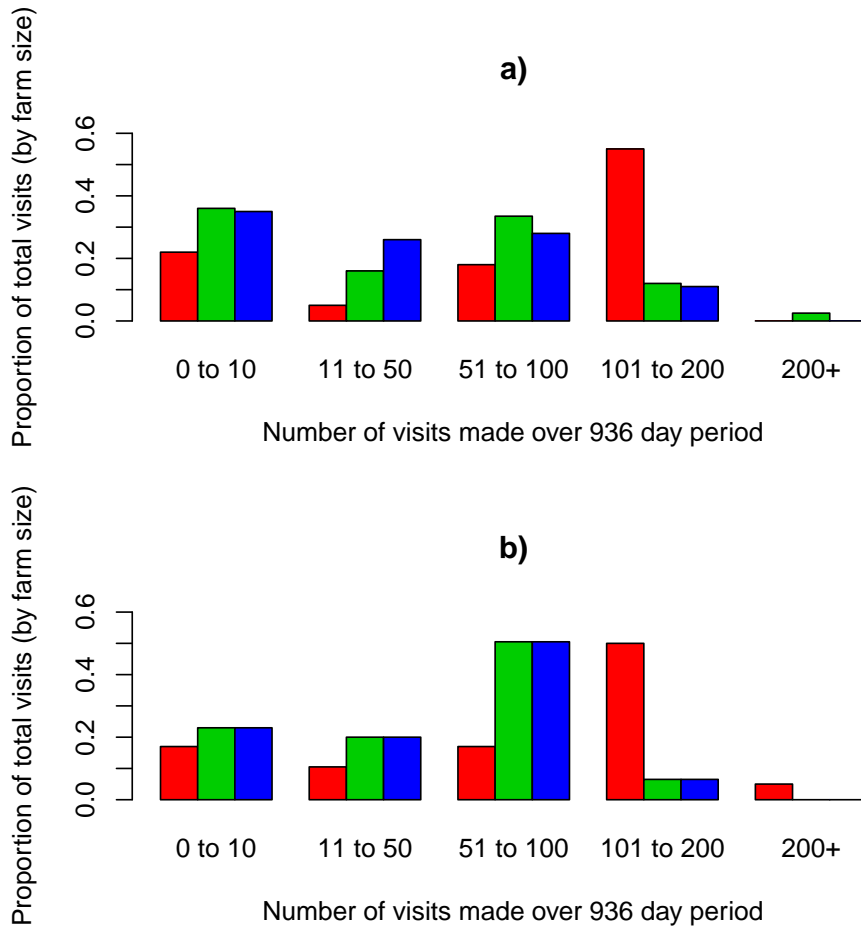 a)
Proportion of total visits (by farm size)
0.6
0.4
0.2
0.0
0 to 10 11 to 50 51 to 100 101 to 200 200+
Number of visits made over 936 day period
b)
Proportion of total visits (by farm size)
0.6
0.4
0.2
0.0
0 to 10 11 to 50 51 to 100 101 to 200 200+
Number of visits made over 936 day period